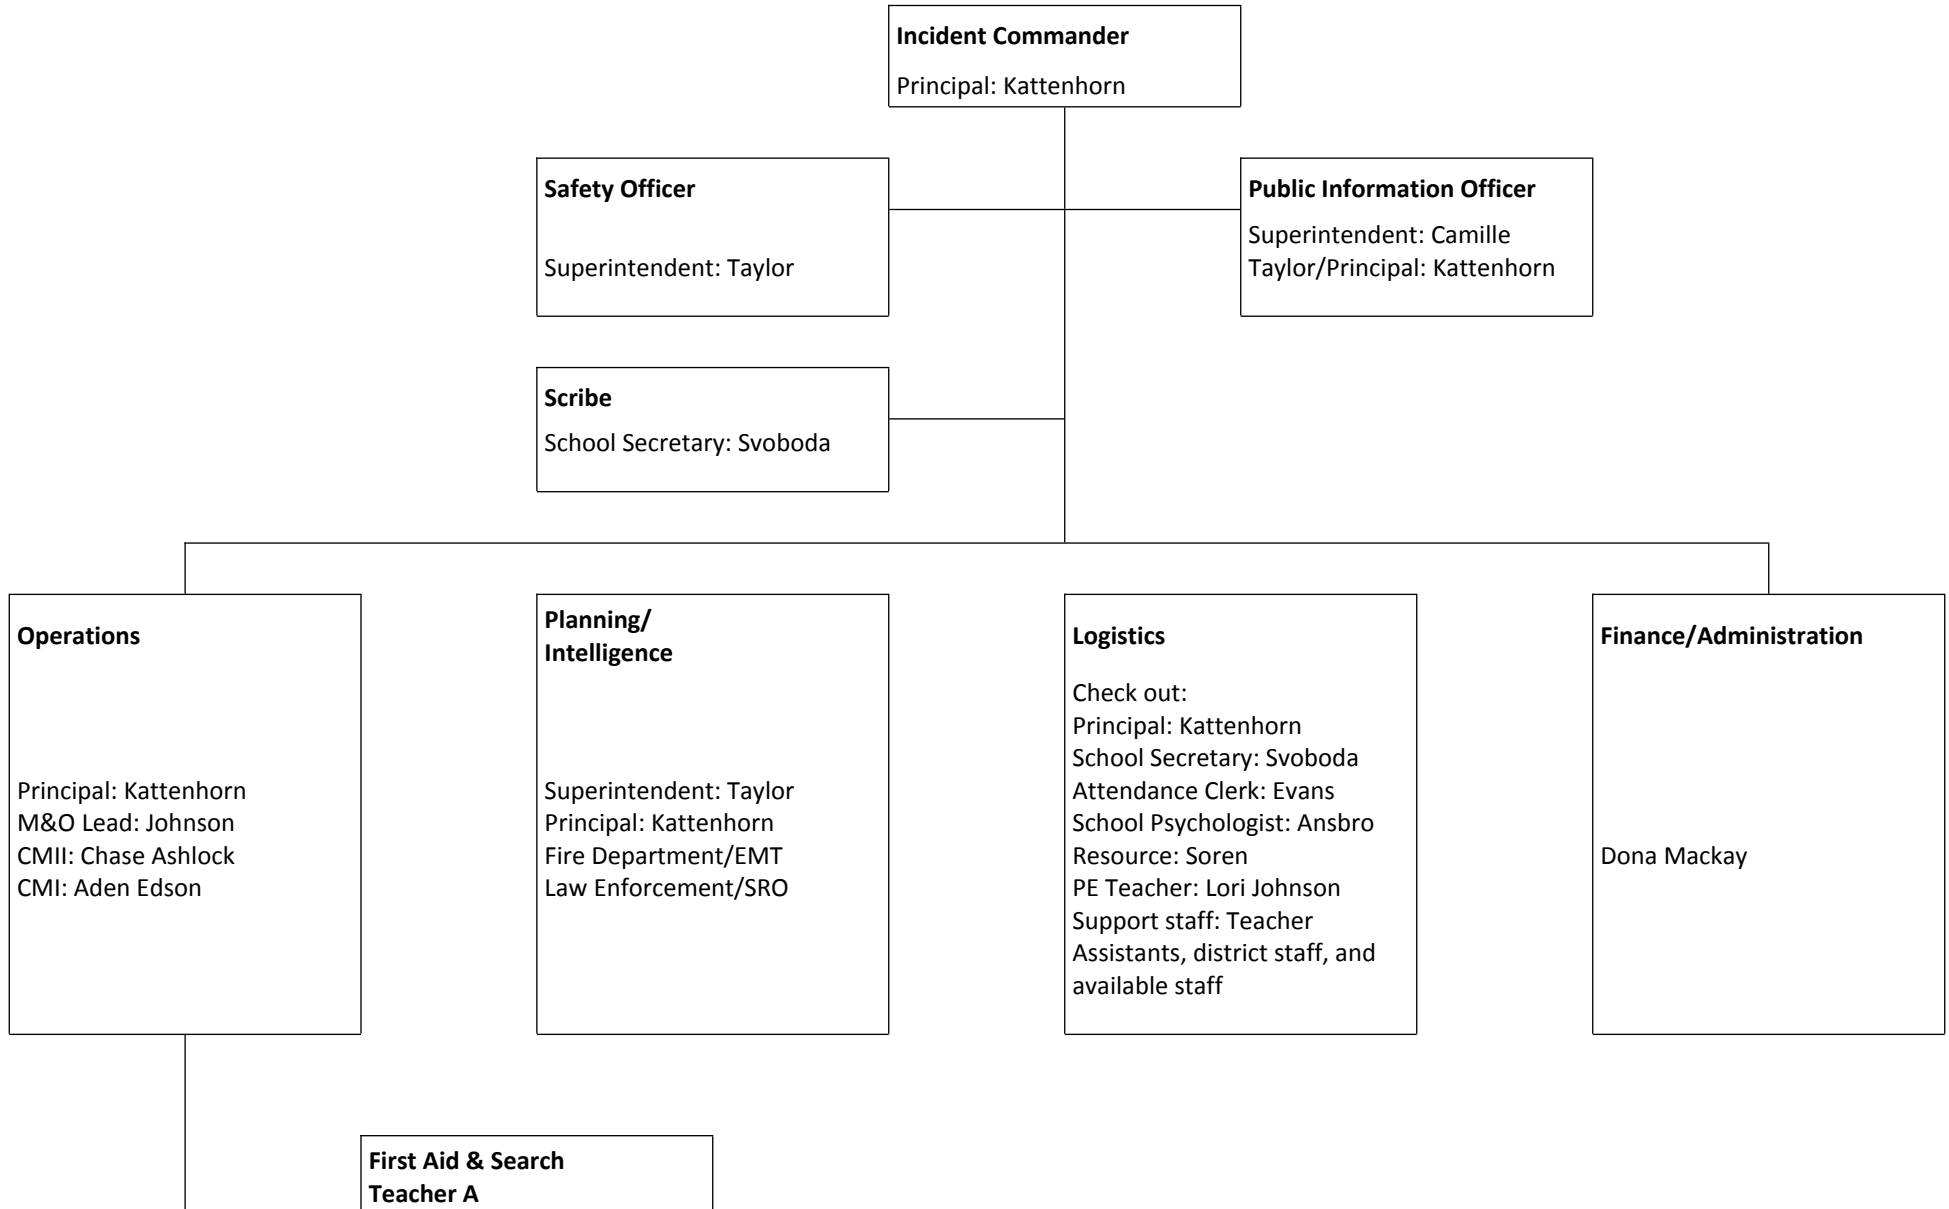 Incident Commander
Principal: Kattenhorn
Safety Officer
Superintendent: Taylor
Public Information Officer
Superintendent: Camille
Taylor/Principal: Kattenhorn
Scribe
School Secretary: Svoboda
Operations
Principal: Kattenhorn
M&O Lead: Johnson
CMII: Chase Ashlock
CMI: Aden Edson
Planning/
Intelligence
Superintendent: Taylor
Principal: Kattenhorn
Fire Department/EMT
Law Enforcement/SRO
Logistics
Check out:
Principal: Kattenhorn
School Secretary: Svoboda
Attendance Clerk: Evans
School Psychologist: Ansbro
Resource: Soren
PE Teacher: Lori Johnson
Support staff: Teacher
Assistants, district staff, and
available staff
Finance/Administration
Dona Mackay
First Aid & Search
Teacher A